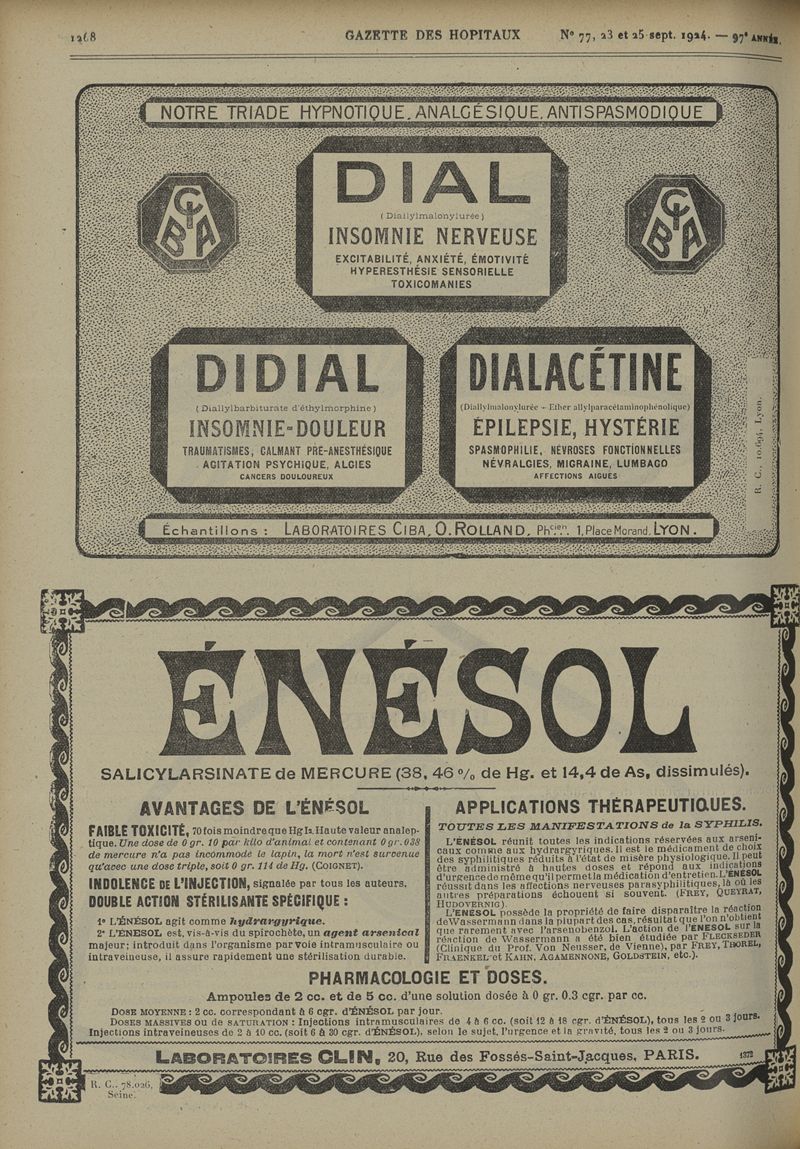 1268 GAZETTE DES HOPITAUX Nº 77, 23 et 25 sept. 1924. — 97ᵉ ANNÉE.
NOTRE TRIADE HYPNOTIQUE, ANALGÉSIQUE, ANTISPASMODIQUE
CIBA
DIAL
(Diallylmalonylurée)
INSOMNIE NERVEUSE
EXCITABILITÉ, ANXIÉTÉ, ÉMOTIVITÉ
HYPERESTHÉSIE SENSORIELLE
TOXICOMANIES
CIBA
DIDIAL
(Diallylbarbiturate d'éthylmorphine)
INSOMNIE-DOULEUR
TRAUMATISMES, CALMANT PRÉ-ANESTHÉSIQUE
AGITATION PSYCHIQUE, ALGIES
CANCERS DOULOUREUX
DIALACÉTINE
(Diallylmalonylurée - Ether allylparacétaminophénolique)
ÉPILEPSIE, HYSTÉRIE
SPASMOPHILIE, NÉVROSES FONCTIONNELLES
NÉVRALGIES, MIGRAINE, LUMBAGO
AFFECTIONS AIGUES
R. C., 10.694, Lyon.
Échantillons : LABORATOIRES CIBA, O. ROLLAND, Phcien. 1, Place Morand. LYON.
ÉNÉSOL
SALICYLARSINATE de MERCURE (38,46 % de Hg. et 14,4 de As, dissimulés).
AVANTAGES DE L'ÉNÉSOL
FAIBLE TOXICITÉ, 70 fois moindre que Hg I2. Haute valeur analep-
tique. Une dose de 0 gr. 10 par kilo d'animal et contenant 0 gr. 038
de mercure n'a pas incommodé le lapin, la mort n'est survenue
qu'avec une dose triple, soit 0 gr. 114 de Hg. (COIGNET).
INDOLENCE DE L'INJECTION, signalée par tous les auteurs.
DOUBLE ACTION STÉRILISANTE SPÉCIFIQUE :
1º L'ÉNÉSOL agit comme hydrargyrique.
2º L'ENESOL est, vis-à-vis du spirochète, un agent arsenical
majeur; introduit dans l'organisme par voie intramusculaire ou
intraveineuse, il assure rapidement une stérilisation durable.
APPLICATIONS THÉRAPEUTIQUES.
TOUTES LES MANIFESTATIONS de la SYPHILIS.
L'ÉNÉSOL réunit toutes les indications réservées aux arseni-
caux comme aux hydrargyriques. Il est le médicament de choix
des syphilitiques réduits à l'état de misère physiologique. Il peut
être administré à hautes doses et répond aux indications
d'urgence de même qu'il permet la médication d'entretien. L'ÉNÉSOL
réussit dans les affections nerveuses parasyphilitiques, là où les
autres préparations échouent si souvent. (FREY, QUEYRAT,
HUDOVERNIG)
L'ÉNÉSOL possède la propriété de faire disparaître la réaction
de Wassermann dans la plupart des cas, résultat que l'on n'obtient
que rarement avec l'arsenobenzol. L'action de l'ENESOL sur la
réaction de Wassermann a été bien étudiée par FLECKSEDER
(Clinique du Prof. Von Neusser, de Vienne), par FREY, THOREL,
FRAENKEL et KAHN, AGAMENNONE, GOLDSTEIN, etc.).
PHARMACOLOGIE ET DOSES.
Ampoules de 2 cc. et de 5 cc. d'une solution dosée à 0 gr. 0.3 cgr. par cc.
DOSE MOYENNE : 2 cc. correspondant à 6 cgr. d'ÉNÉSOL par jour.
DOSES MASSIVES ou de SATURATION : Injections intramusculaires de 4 à 6 cc. (soit 12 à 18 cgr. d'ÉNÉSOL), tous les 2 ou 3 jours.
Injections intraveineuses de 2 à 10 cc. (soit 6 à 30 cgr. d'ÉNÉSOL), selon le sujet, l'urgence et la gravité, tous les 2 ou 3 jours.
LABORATOIRES CLIN, 20, Rue des Fossés-Saint-Jacques, PARIS. 1372
R. C.. 78.026,
Seine.